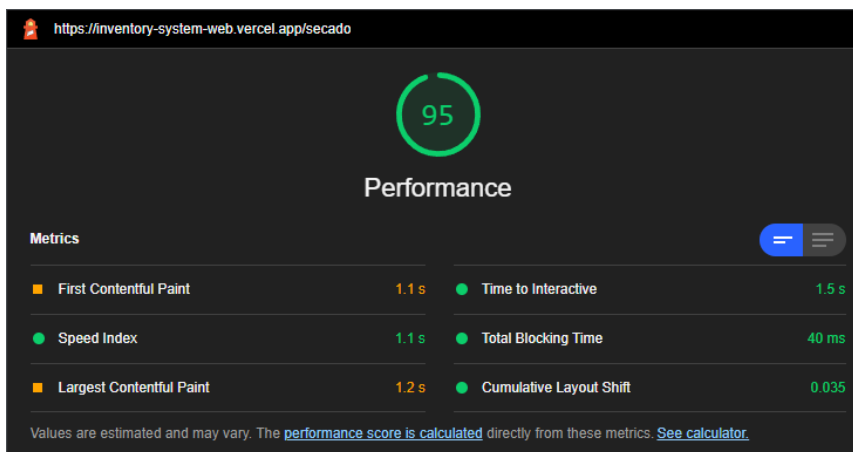 https://inventory-system-web.vercel.app/secado
95
Performance
Metrics
First Contentful Paint 1.1 s
Time to Interactive 1.5 s
Speed Index 1.1 s
Total Blocking Time 40 ms
Largest Contentful Paint 1.2 s
Cumulative Layout Shift 0.035
Values are estimated and may vary. The performance score is calculated directly from these metrics. See calculator.